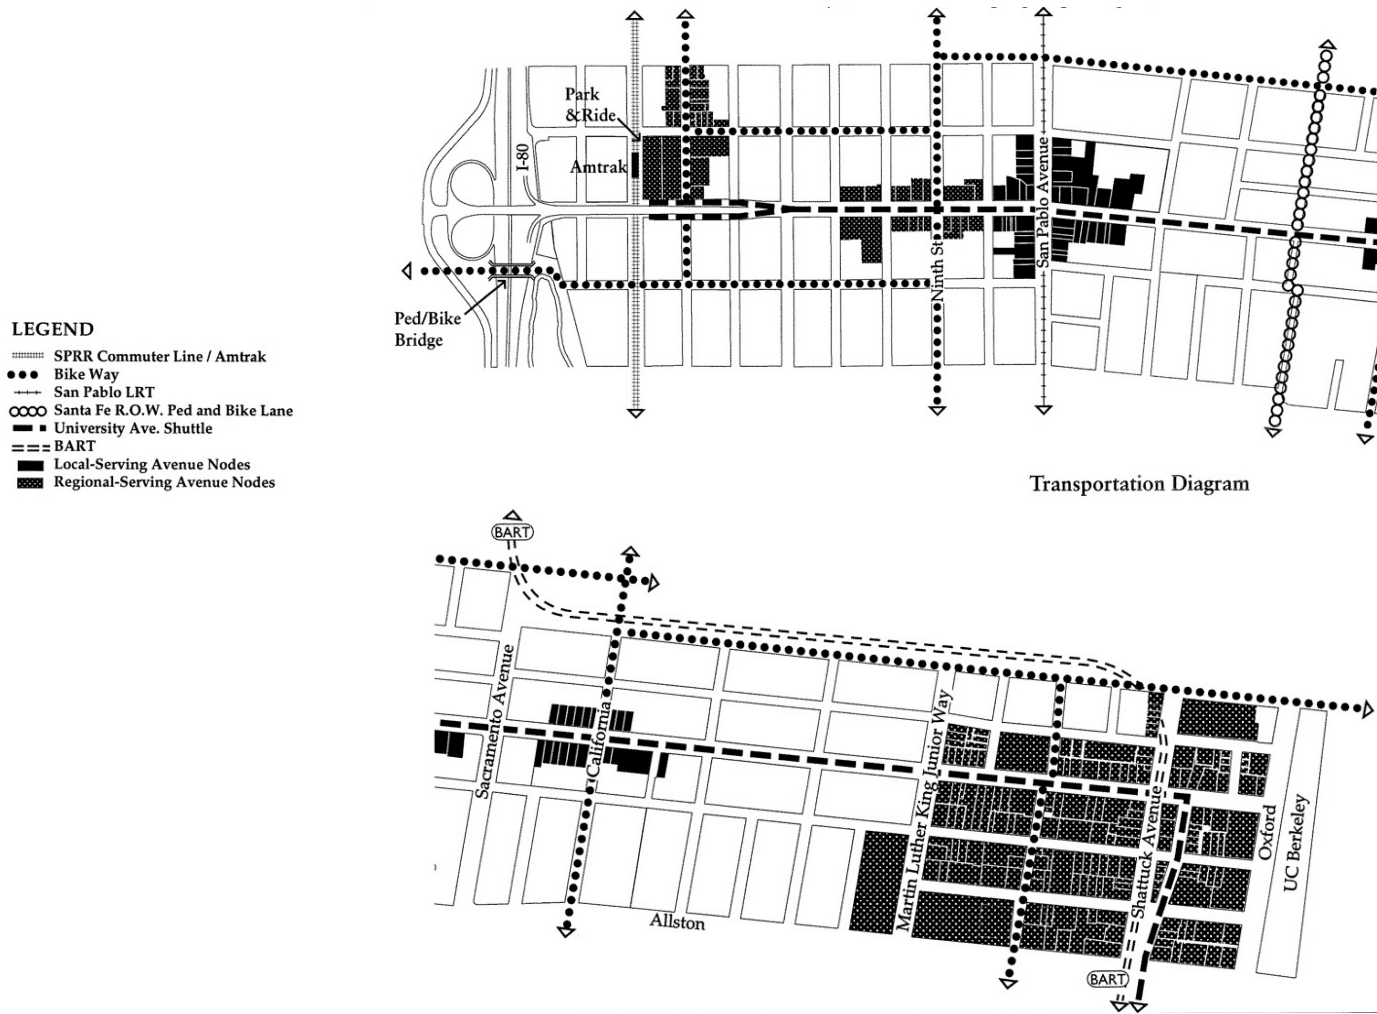 Park
&Ride
I-80
Amtrak
San Pablo Avenue
Ninth St
Ped/Bike
Bridge
LEGEND
SPRR Commuter Line / Amtrak
Bike Way
San Pablo LRT
Santa Fe R.O.W. Ped and Bike Lane
University Ave. Shuttle
BART
Local-Serving Avenue Nodes
Regional-Serving Avenue Nodes
Transportation Diagram
BART
Sacramento Avenue
California
Martin Luther King Junior Way
Shattuck Avenue
Oxford
UC Berkeley
Allston
BART